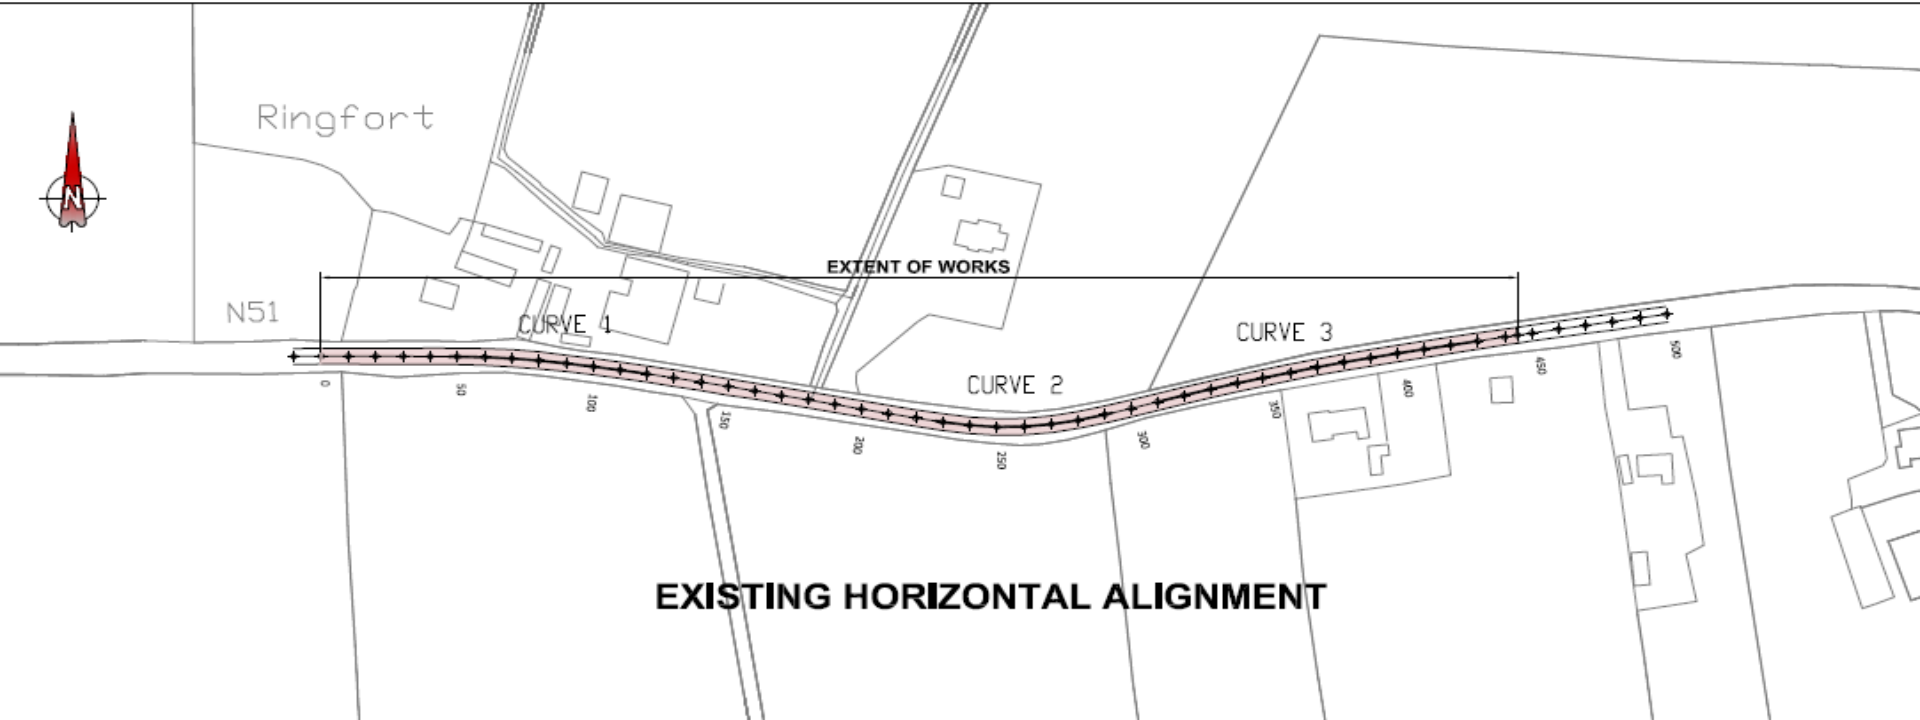 Ringfort
N
EXTENT OF WORKS
N51
CURVE 1
CURVE 2
CURVE 3
0
50
100
150
200
250
300
350
400
450
500
EXISTING HORIZONTAL ALIGNMENT